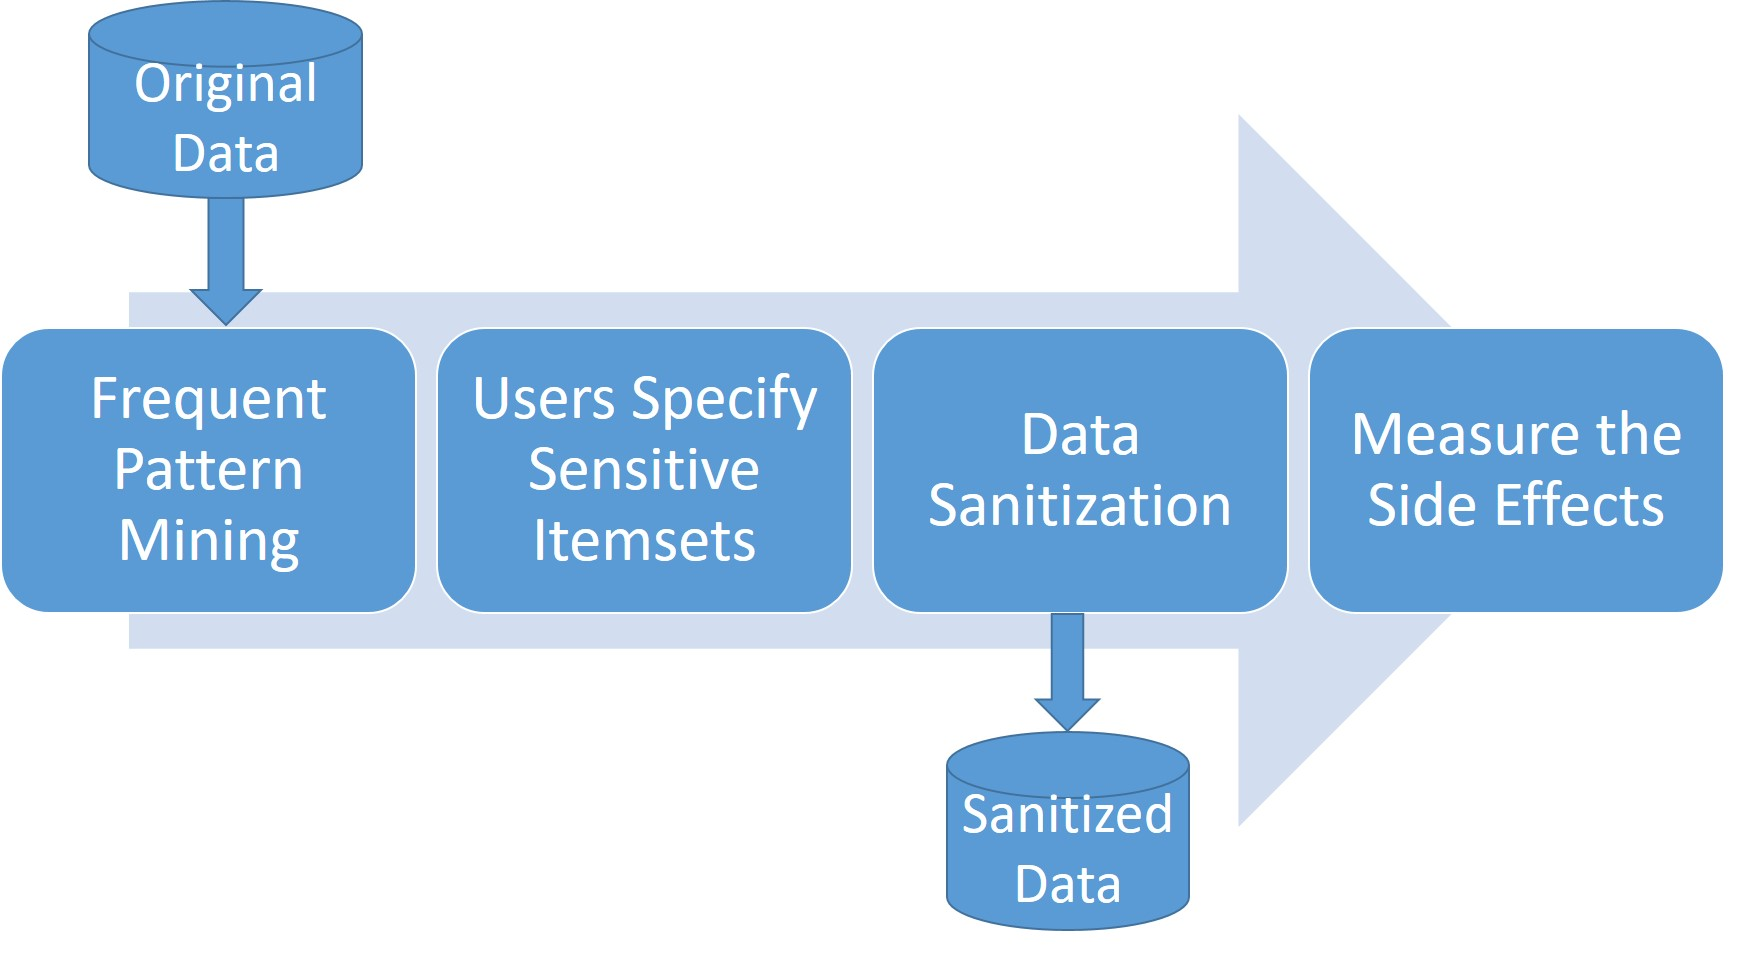 Original
Data
Frequent
Pattern
Mining
Users Specify
Sensitive
Itemsets
Data
Sanitization
Measure the
Side Effects
Sanitized
Data